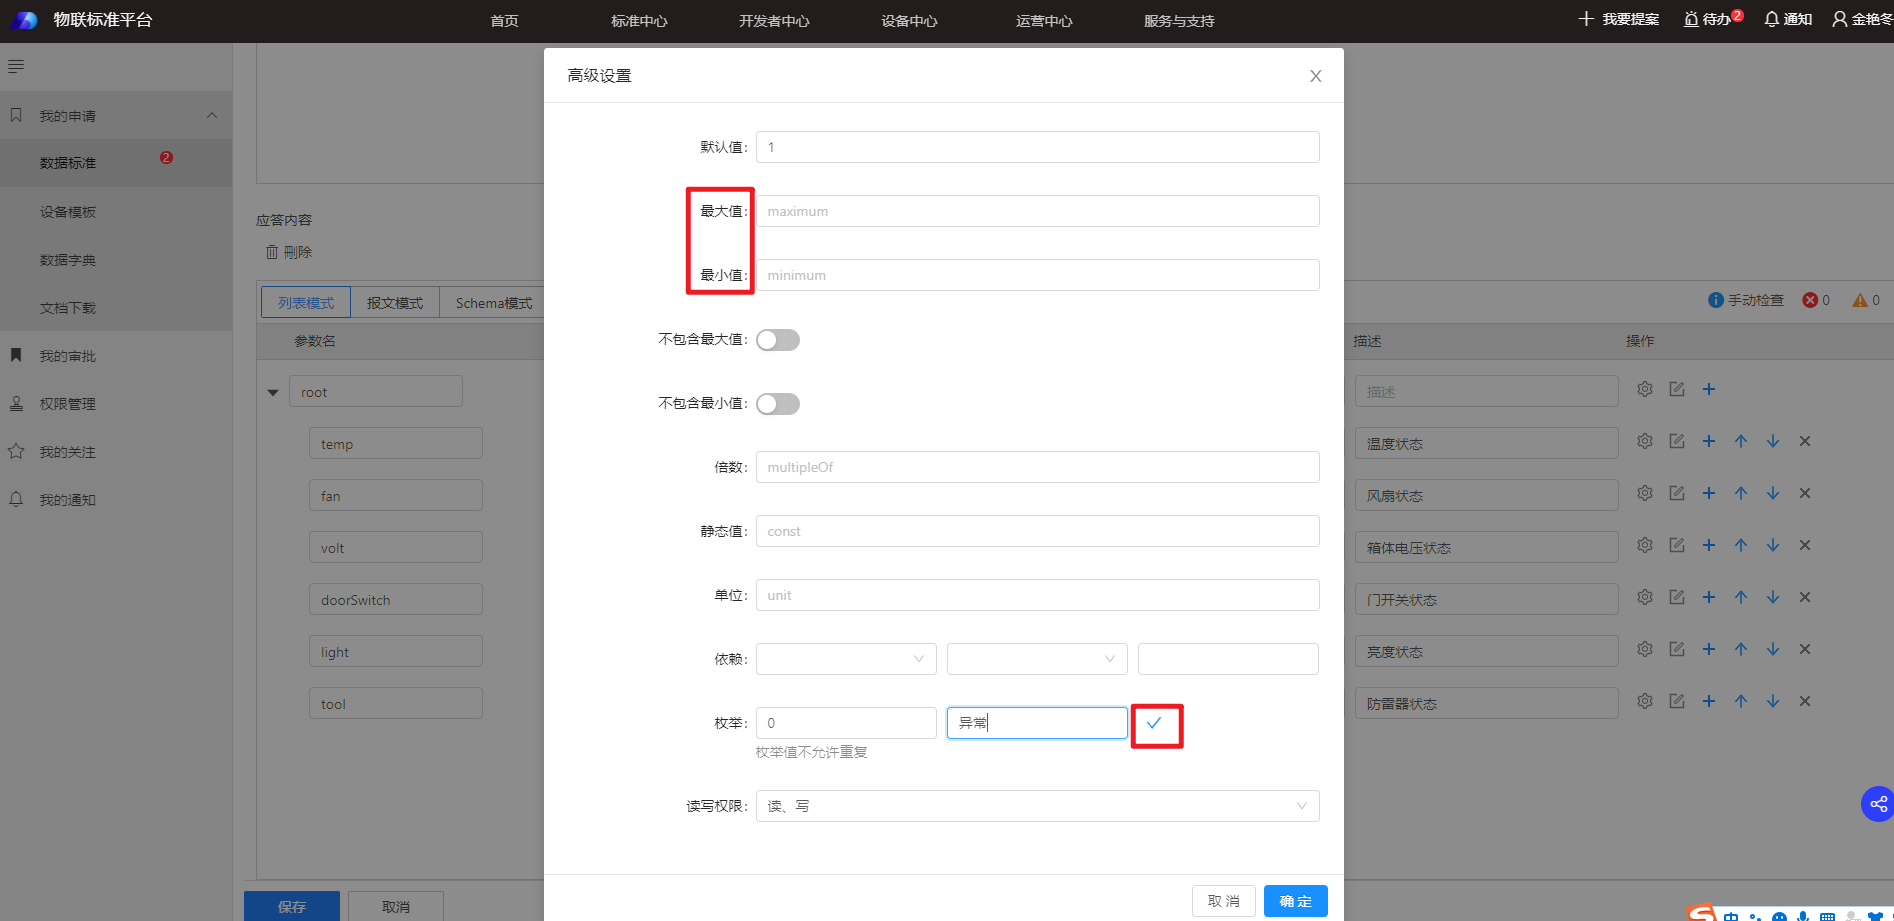 物联标准平台
首页
标准中心
开发者中心
设备中心
运营中心
服务与支持
我要提案
待办 2
通知
金艳冬
我的申请
数据标准 2
设备模板
数据字典
文档下载
我的审批
权限管理
我的关注
我的通知
应答内容
删除
列表模式 报文模式 Schema模式
手动检查 0 0
参数名
描述
操作
root
描述
temp
温度状态
fan
风扇状态
volt
箱体电压状态
doorSwitch
门开关状态
light
亮度状态
tool
防雷器状态
保存
取消
高级设置
X
默认值: 1
最大值: maximum
最小值: minimum
不包含最大值:
不包含最小值:
倍数: multipleOf
静态值: const
单位: unit
依赖:
枚举: 0 异常
枚举值不允许重复
读写权限: 读、写
取 消
确 定
中